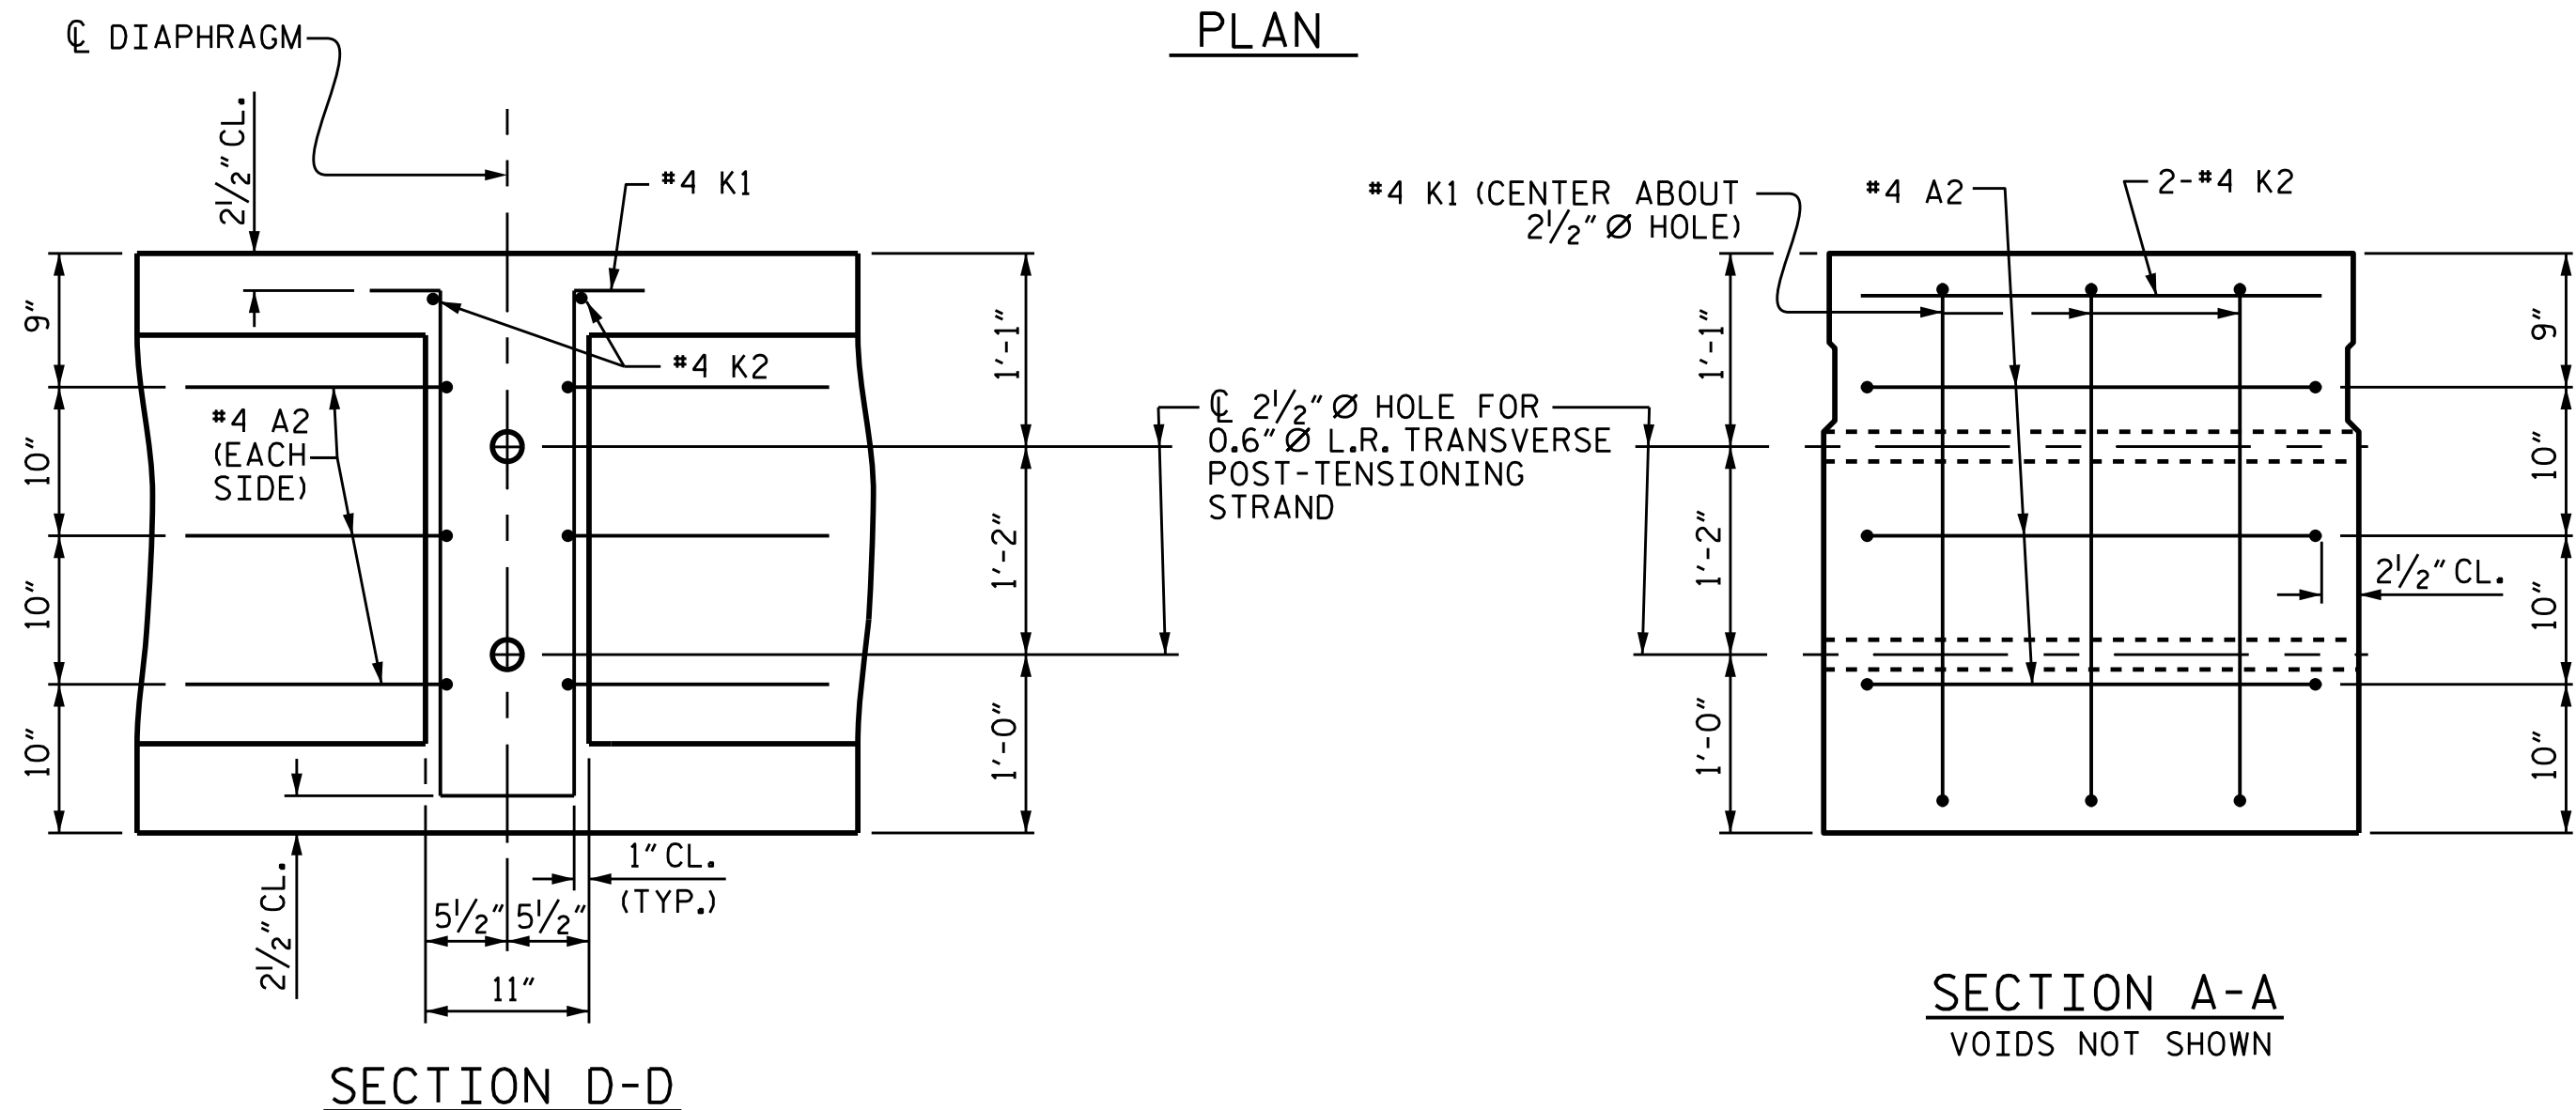 PLAN
℄ DIAPHRAGM
2½" CL.
#4 K1
#4 K2
#4 A2
(EACH
SIDE)
9"
10"
10"
10"
1'-1"
1'-2"
1'-0"
2½" CL.
1" CL.
(TYP.)
5½" 5½"
11"
SECTION D-D
℄ 2½" Ø HOLE FOR
0.6" Ø L.R. TRANSVERSE
POST-TENSIONING
STRAND
#4 K1 (CENTER ABOUT
2½" Ø HOLE)
#4 A2
2-#4 K2
1'-1"
1'-2"
1'-0"
9"
10"
10"
10"
2½" CL.
SECTION A-A
VOIDS NOT SHOWN